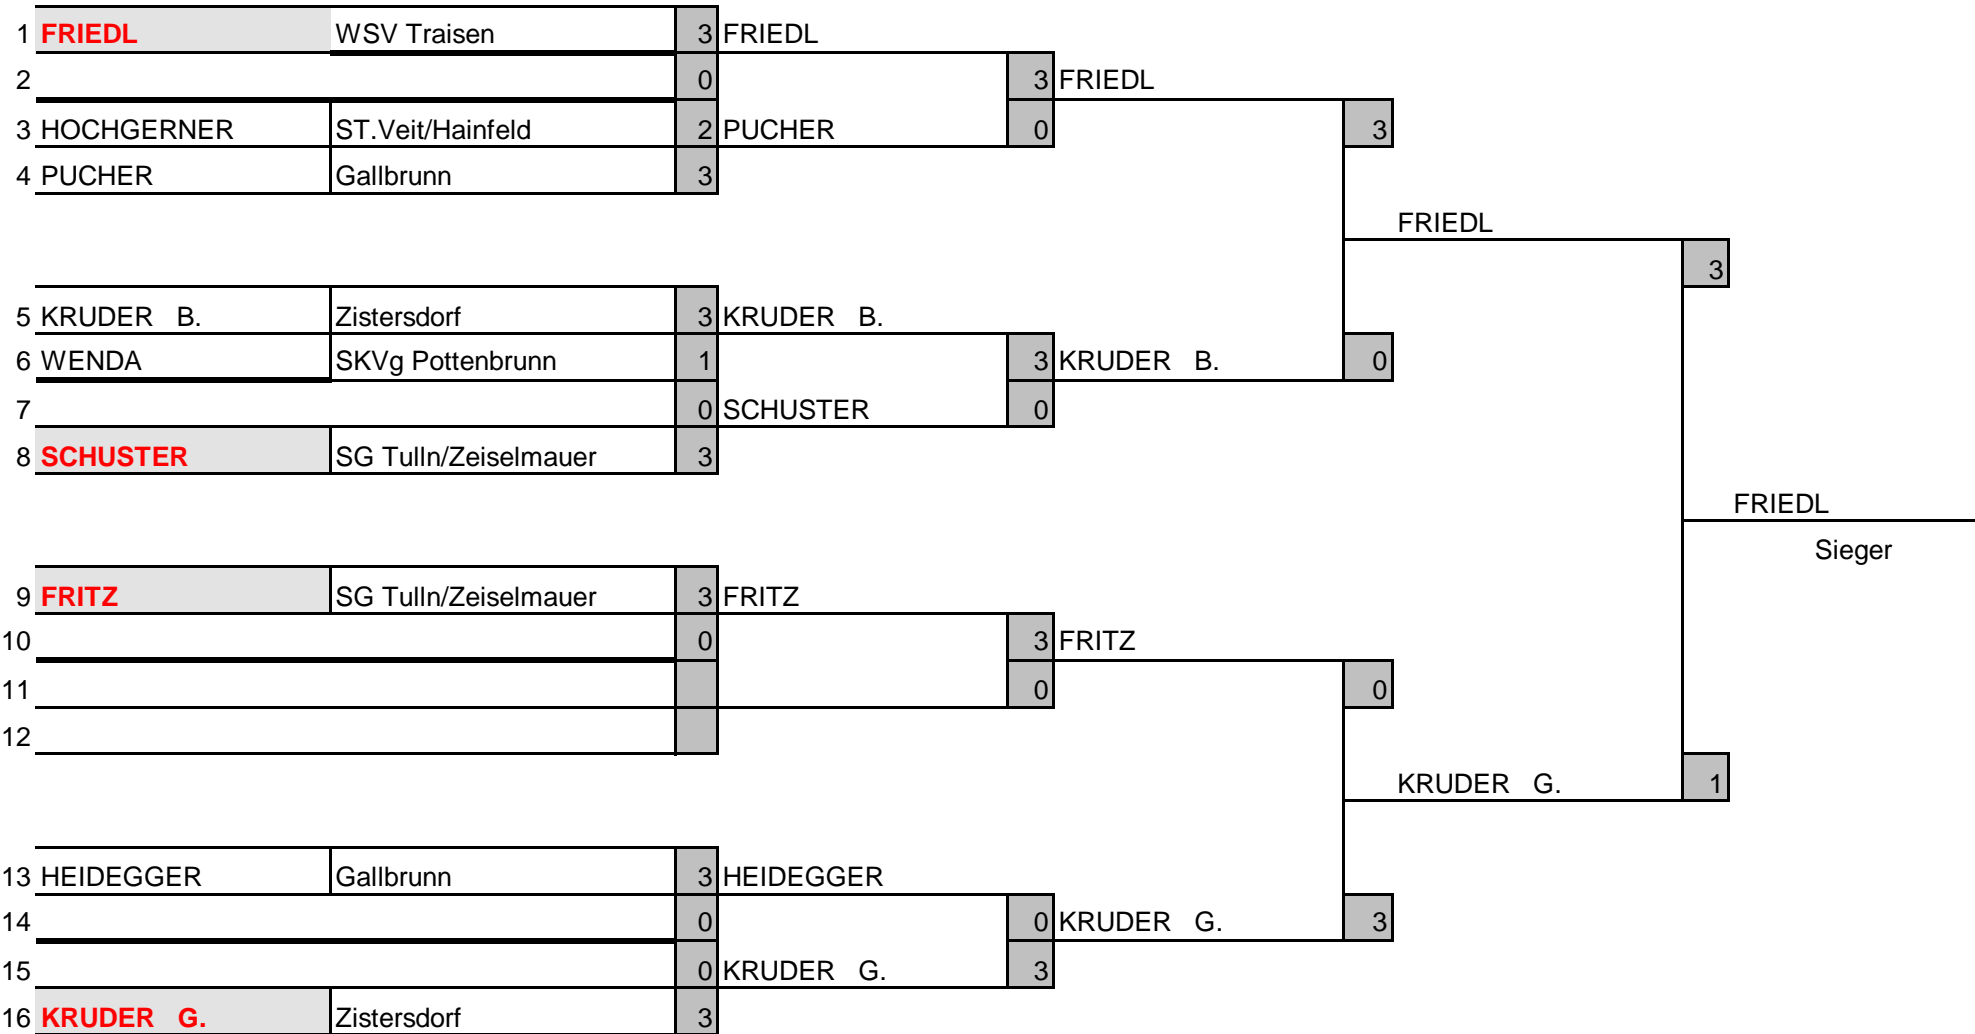 1 FRIEDL WSV Traisen 3 FRIEDL
2 0 3 FRIEDL
3 HOCHGERNER ST.Veit/Hainfeld 2 PUCHER 0 3
4 PUCHER Gallbrunn 3
FRIEDL
3
5 KRUDER B. Zistersdorf 3 KRUDER B.
6 WENDA SKVg Pottenbrunn 1 3 KRUDER B. 0
7 0 SCHUSTER 0
8 SCHUSTER SG Tulln/Zeiselmauer 3
FRIEDL
Sieger
9 FRITZ SG Tulln/Zeiselmauer 3 FRITZ
10 0 3 FRITZ
11 0 0
12
KRUDER G. 1
13 HEIDEGGER Gallbrunn 3 HEIDEGGER
14 0 0 KRUDER G. 3
15 0 KRUDER G. 3
16 KRUDER G. Zistersdorf 3